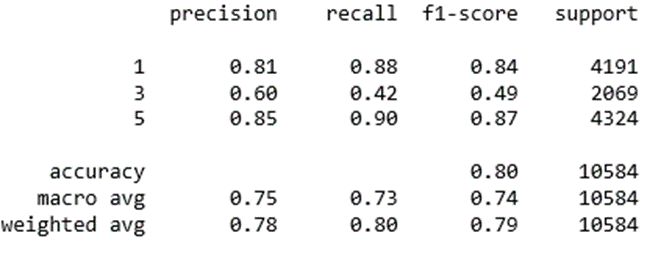 precision recall f1-score support
1 0.81 0.88 0.84 4191
3 0.60 0.42 0.49 2069
5 0.85 0.90 0.87 4324
accuracy 0.80 10584
macro avg 0.75 0.73 0.74 10584
weighted avg 0.78 0.80 0.79 10584